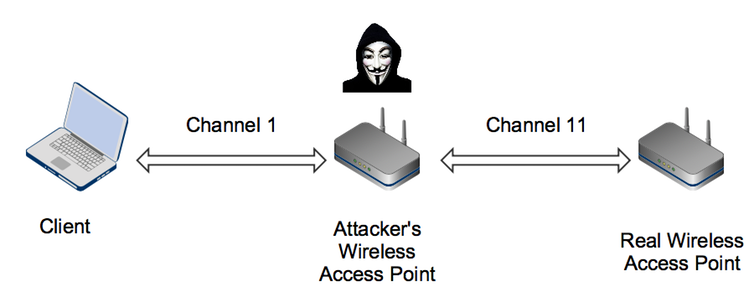 Channel 1
Channel 11
Client
Attacker's
Wireless
Access Point
Real Wireless
Access Point